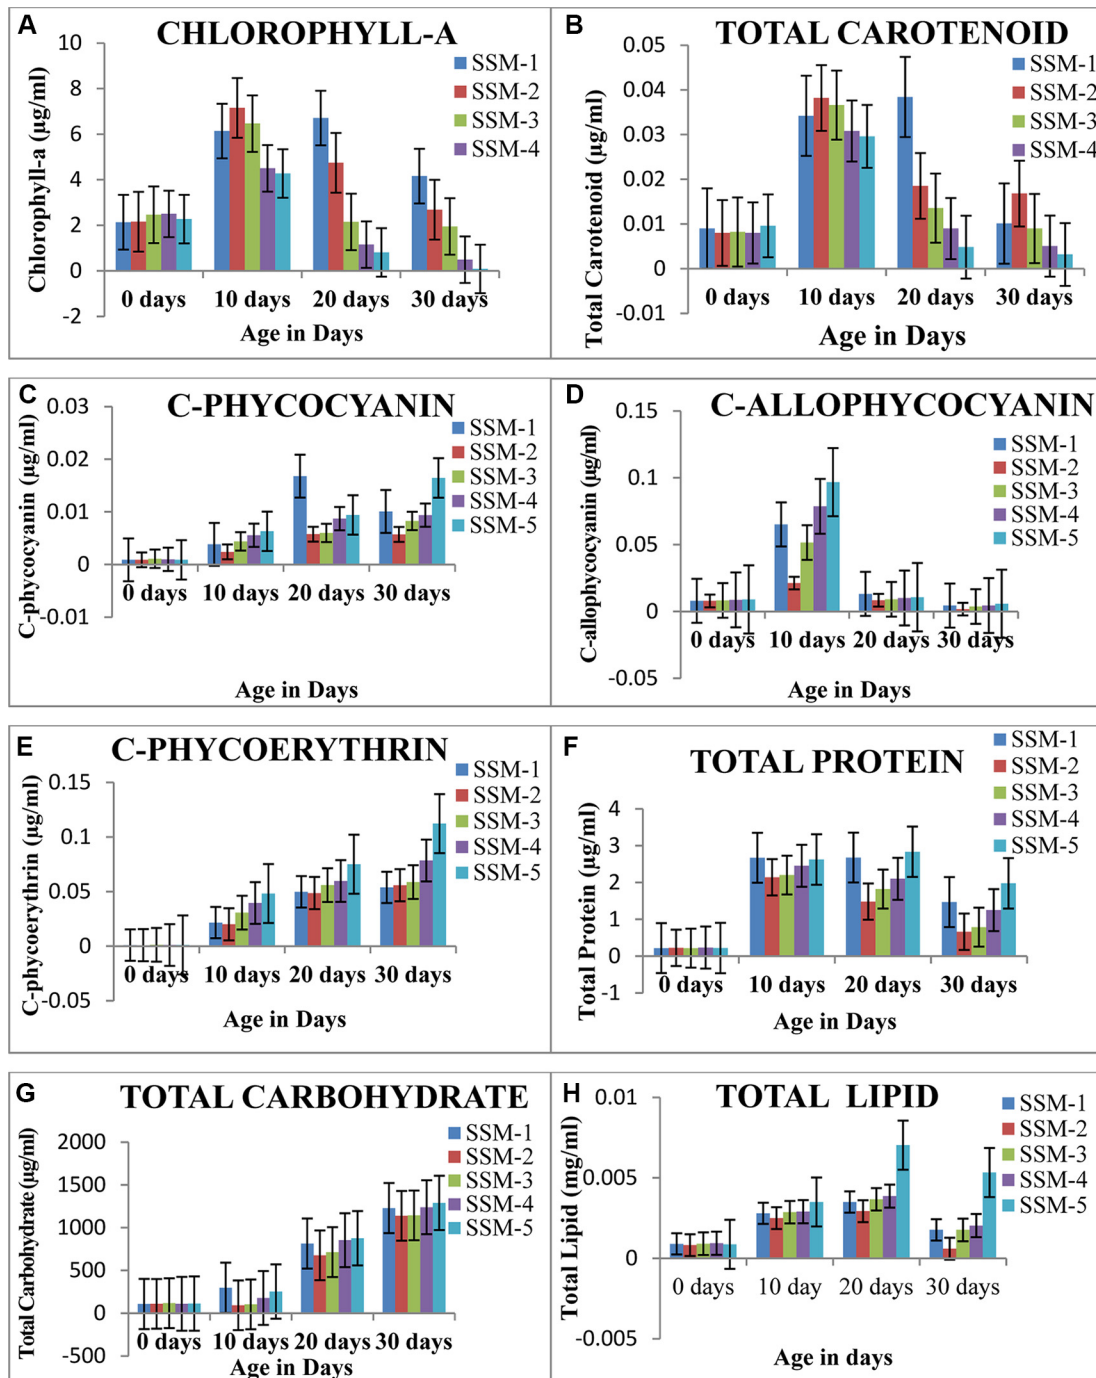 A
CHLOROPHYLL-A
Chlorophyll-a (μg/ml)
10
8
6
4
2
0
-2
SSM-1
SSM-2
SSM-3
SSM-4
0 days 10 days 20 days 30 days
Age in Days
B
TOTAL CAROTENOID
Total Carotenoid (μg/ml)
0.05
0.04
0.03
0.02
0.01
0
-0.01
SSM-1
SSM-2
SSM-3
SSM-4
0 days 10 days 20 days 30 days
Age in Days
C
C-PHYCOCYANIN
C-phycocyanin (μg/ml)
0.03
0.02
0.01
0
-0.01
SSM-1
SSM-2
SSM-3
SSM-4
SSM-5
0 days 10 days 20 days 30 days
Age in Days
D
C-ALLOPHYCOCYANIN
C-allophycocyanin (μg/ml)
0.15
0.1
0.05
0
-0.05
SSM-1
SSM-2
SSM-3
SSM-4
SSM-5
0 days 10 days 20 days 30 days
Age in Days
E
C-PHYCOERYTHRIN
C-phycoerythrin (μg/ml)
0.15
0.1
0.05
0
-0.05
SSM-1
SSM-2
SSM-3
SSM-4
SSM-5
0 days 10 days 20 days 30 days
Age in Days
F
TOTAL PROTEIN
Total Protein (μg/ml)
4
3
2
1
0
-1
SSM-1
SSM-2
SSM-3
SSM-4
SSM-5
0 days 10 days 20 days 30 days
Age in Days
G
TOTAL CARBOHYDRATE
Total Carbohydrate(μg/ml)
2000
1500
1000
500
0
-500
SSM-1
SSM-2
SSM-3
SSM-4
SSM-5
0 days 10 days 20 days 30 days
Age in Days
H
TOTAL LIPID
Total Lipid (mg/ml)
0.01
0.005
0
-0.005
SSM-1
SSM-2
SSM-3
SSM-4
SSM-5
0 days 10 day 20 days 30 days
Age in days